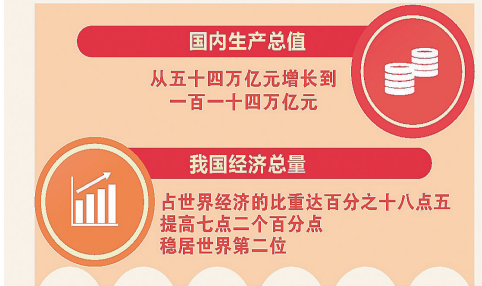 国内生产总值
从五十四万亿元增长到
一百一十四万亿元
我国经济总量
占世界经济的比重达百分之十八点五
提高七点二个百分点
稳居世界第二位